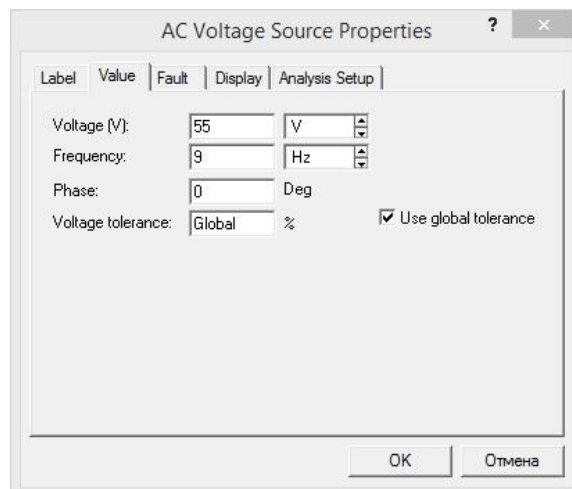 AC Voltage Source Properties ? ×
Label Value Fault Display Analysis Setup
Voltage (V): 55 V
Frequency: 9 Hz
Phase: 0 Deg
Voltage tolerance: Global % Use global tolerance
OK Отмена